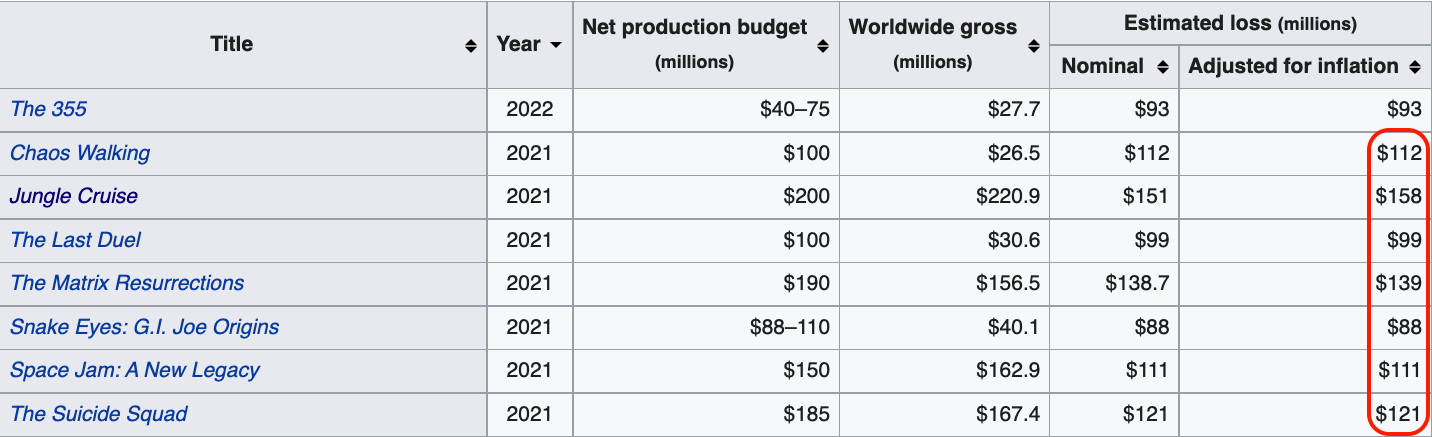 Title Year Net production budget (millions) Worldwide gross (millions) Estimated loss (millions)
Nominal Adjusted for inflation
The 355 2022 $40–75 $27.7 $93 $93
Chaos Walking 2021 $100 $26.5 $112 $112
Jungle Cruise 2021 $200 $220.9 $151 $158
The Last Duel 2021 $100 $30.6 $99 $99
The Matrix Resurrections 2021 $190 $156.5 $138.7 $139
Snake Eyes: G.I. Joe Origins 2021 $88–110 $40.1 $88 $88
Space Jam: A New Legacy 2021 $150 $162.9 $111 $111
The Suicide Squad 2021 $185 $167.4 $121 $121